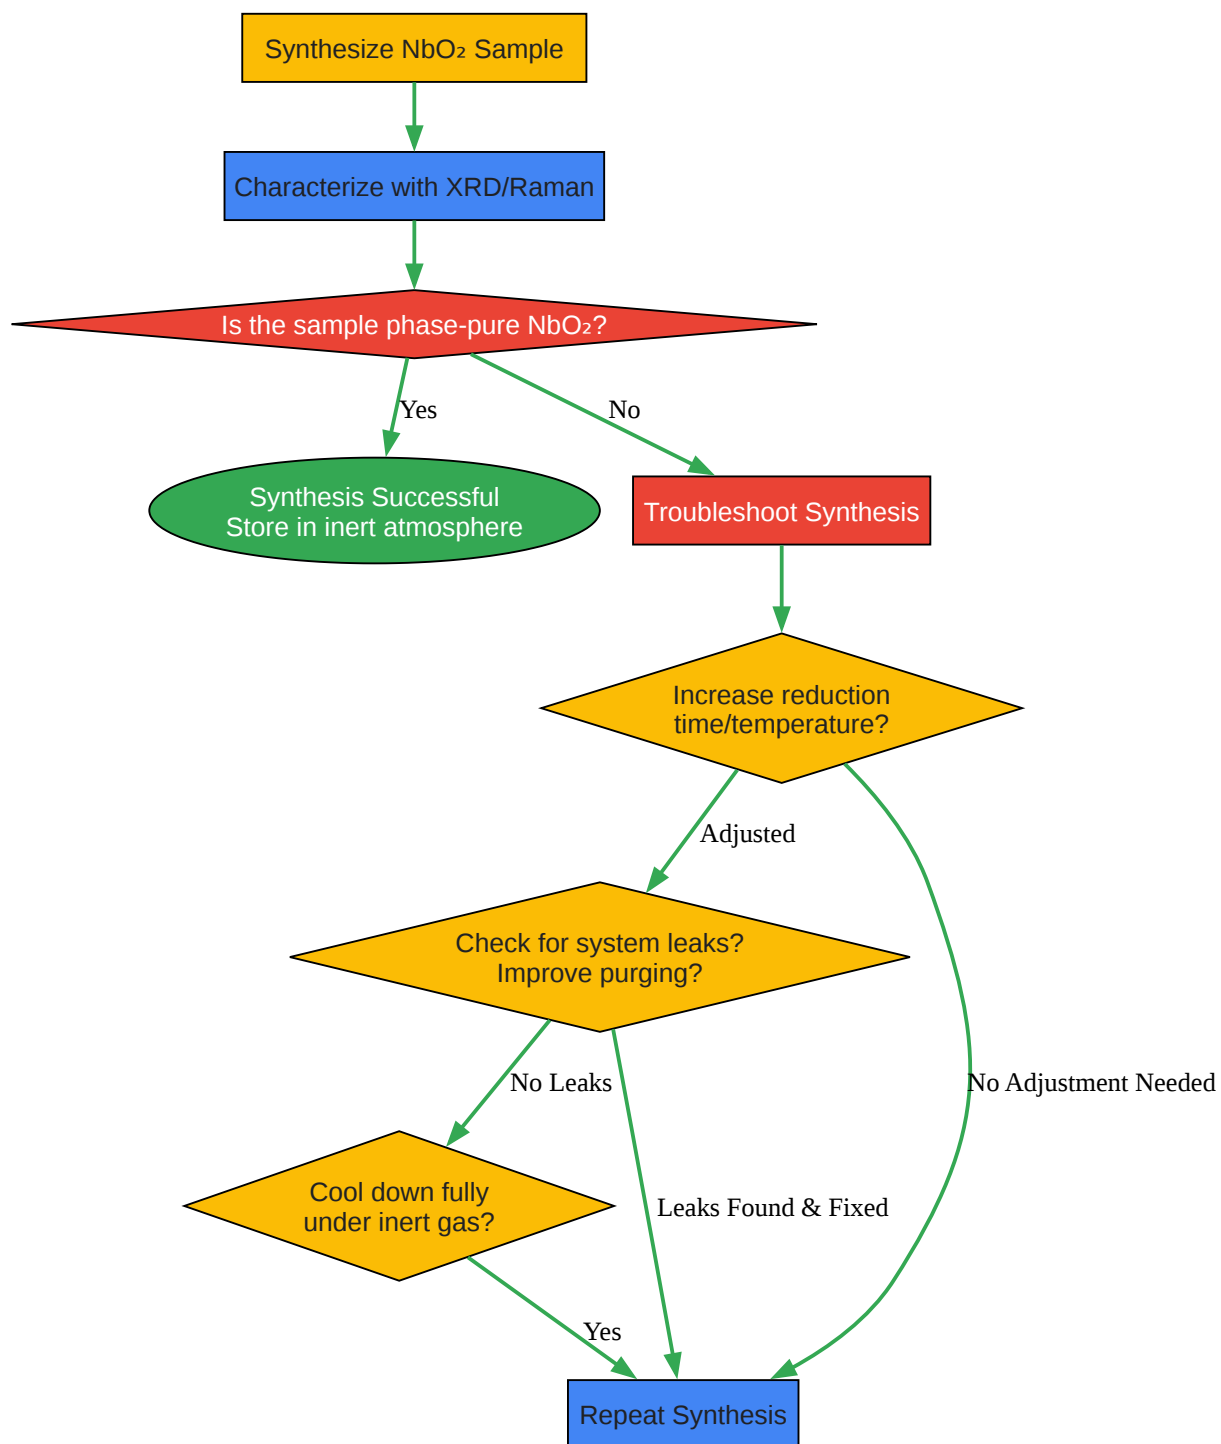 Synthesize NbO₂ Sample
Characterize with XRD/Raman
Is the sample phase-pure NbO₂?
Yes
No
Synthesis Successful
Store in inert atmosphere
Troubleshoot Synthesis
Increase reduction
time/temperature?
Adjusted
Check for system leaks?
Improve purging?
No Leaks
No Adjustment Needed
Cool down fully
under inert gas?
Leaks Found & Fixed
Yes
Repeat Synthesis